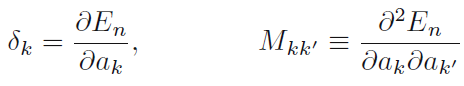 δ_k = ∂E_n / ∂a_k , M_{kk'} ≡ ∂²E_n / ∂a_k∂a_{k'}